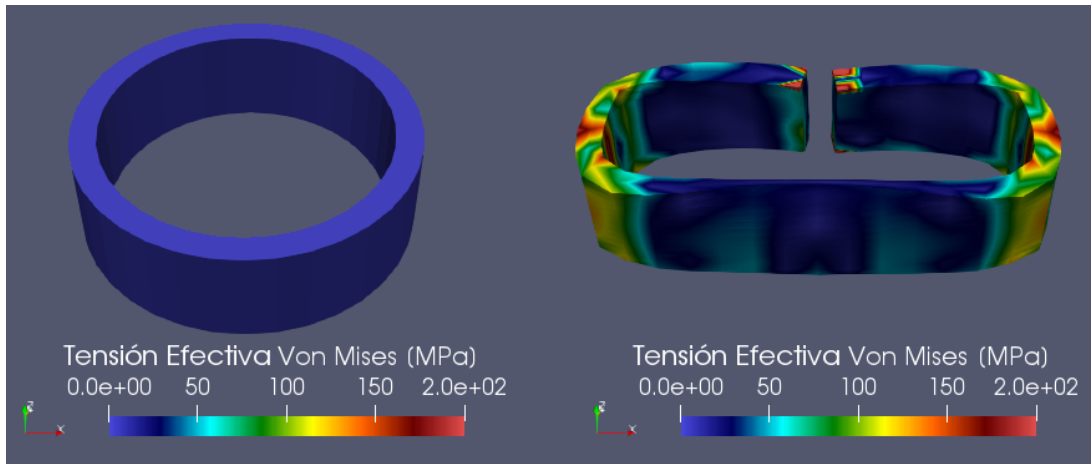 Tensión Efectiva Von Mises (MPa)
0.0e+00 50 100 150 2.0e+02
Z
X
Tensión Efectiva Von Mises (MPa)
0.0e+00 50 100 150 2.0e+02
Z
X